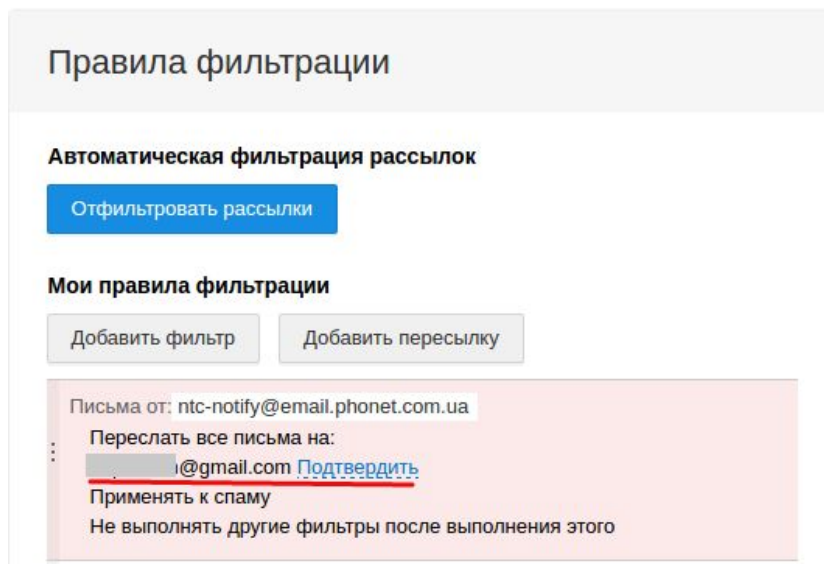 Правила фильтрации
Автоматическая фильтрация рассылок
Отфильтровать рассылки
Мои правила фильтрации
Добавить фильтр
Добавить пересылку
Письма от: ntc-notify@email.phonet.com.ua
Переслать все письма на:
@gmail.com Подтвердить
Применять к спаму
Не выполнять другие фильтры после выполнения этого